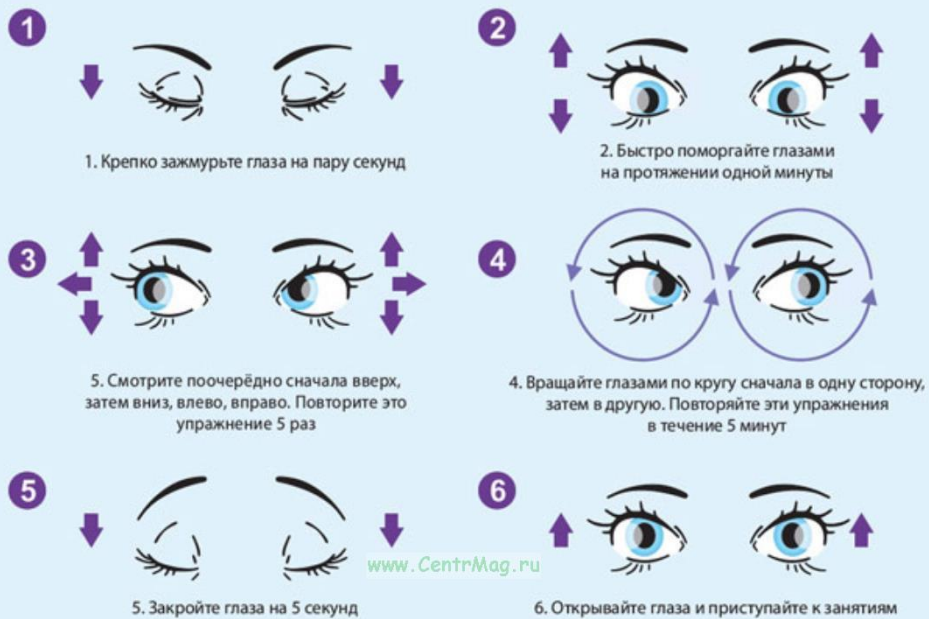 1
1. Крепко зажмурьте глаза на пару секунд
2
2. Быстро поморгайте глазами
на протяжении одной минуты
3
5. Смотрите поочерёдно сначала вверх,
затем вниз, влево, вправо. Повторите это
упражнение 5 раз
4
4. Вращайте глазами по кругу сначала в одну сторону,
затем в другую. Повторяйте эти упражнения
в течение 5 минут
5
5. Закройте глаза на 5 секунд
6
6. Открывайте глаза и приступайте к занятиям
www.CentrMag.ru